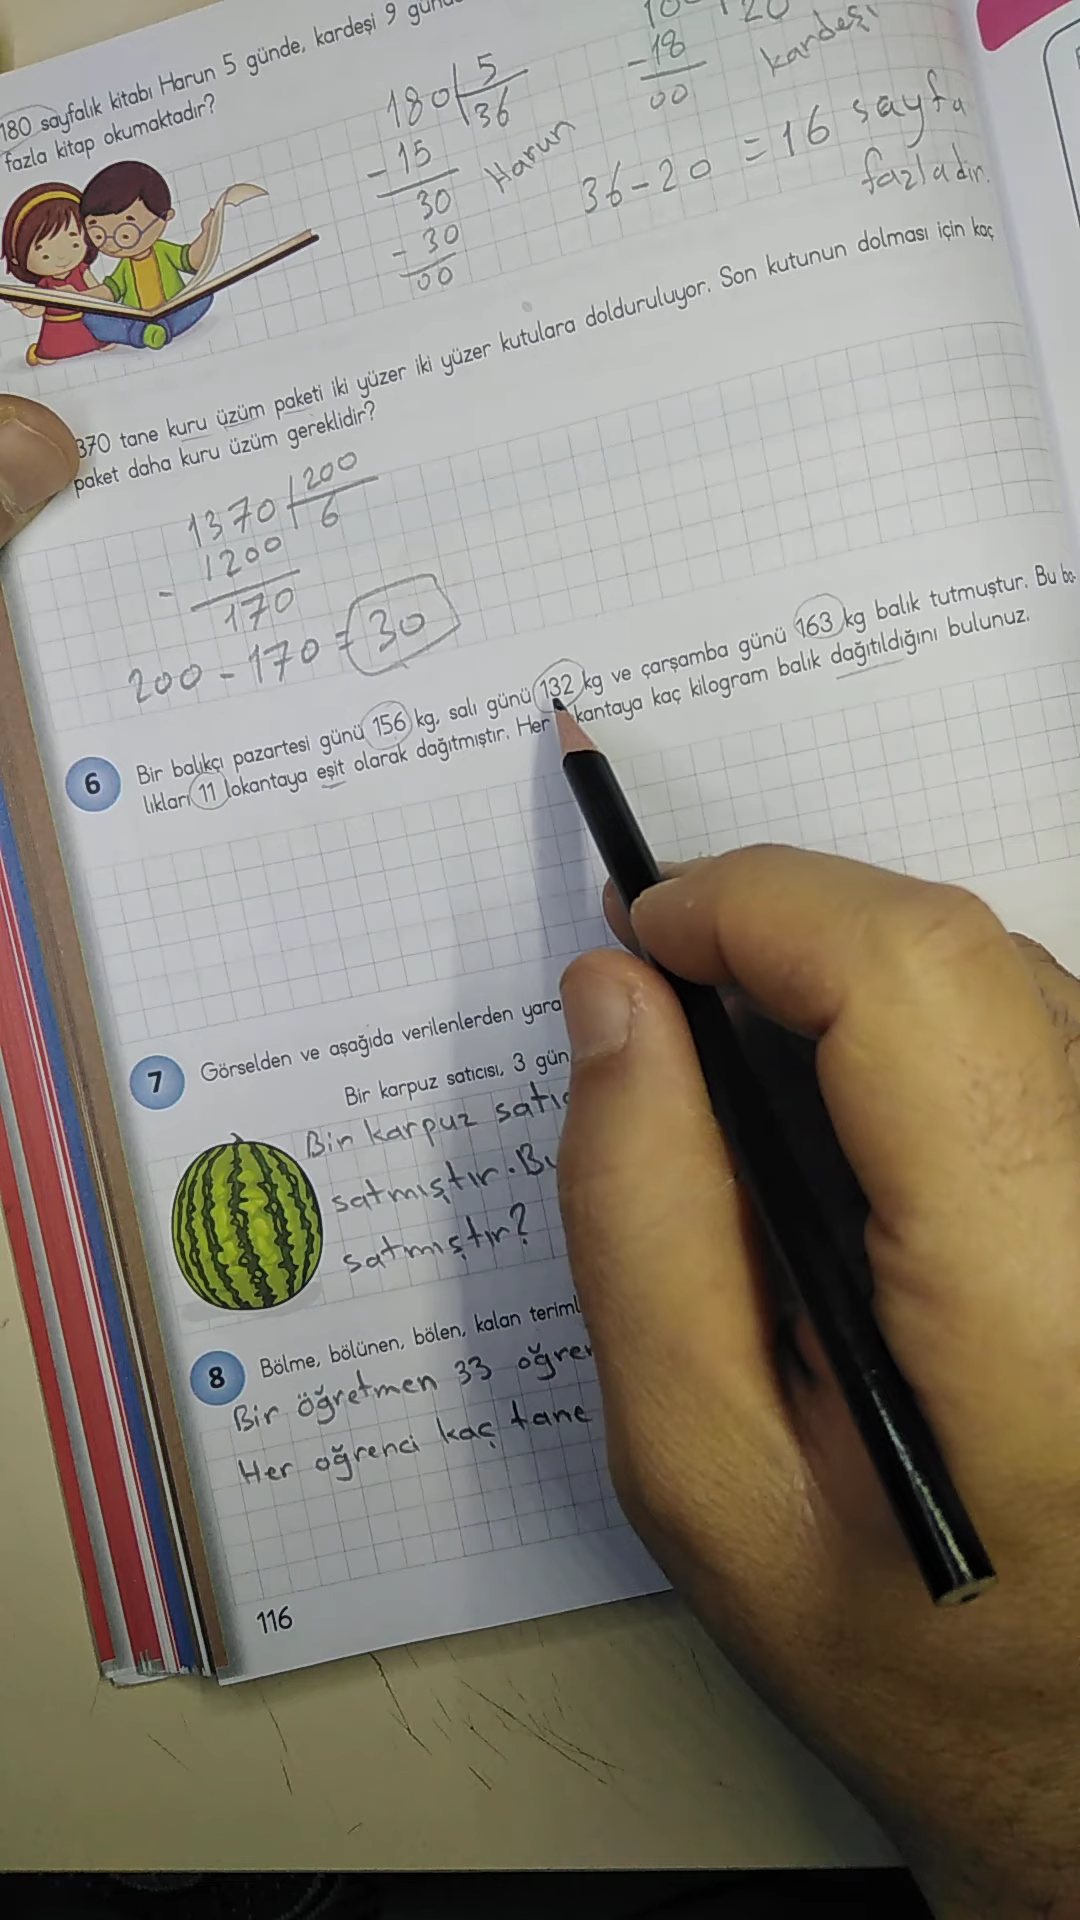 180 sayfalık kitabı Harun 5 günde, kardeşi 9
fazla kitap okumaktadır?
180 5
36
- 15
30
- 30
00
Harun
20
- 18
00
kardeşi
36-20 = 16 sayfa
fazladır.
370 tane kuru üzüm paketi iki yüzer iki yüzer kutulara dolduruluyor. Son kutunun dolması için kaç
paket daha kuru üzüm gereklidir?
1370 200
6
- 1200
170
200 - 170 = 30
6 Bir balıkçı pazartesi günü 156 kg, salı günü 132 kg ve çarşamba günü 163 kg balık tutmuştur. Bu ba-
lıkları 11 lokantaya eşit olarak dağıtmıştır. Her kantaya kaç kilogram balık dağıtıldığını bulunuz.
7 Görselden ve aşağıda verilenlerden yara
Bir karpuz satıcısı, 3 gün
Bir karpuz satıc
satmıştır. Bu
satmıştır?
8 Bölme, bölünen, bölen, kalan teriml
Bir öğretmen 33 öğren
Her öğrenci kaç tane
116